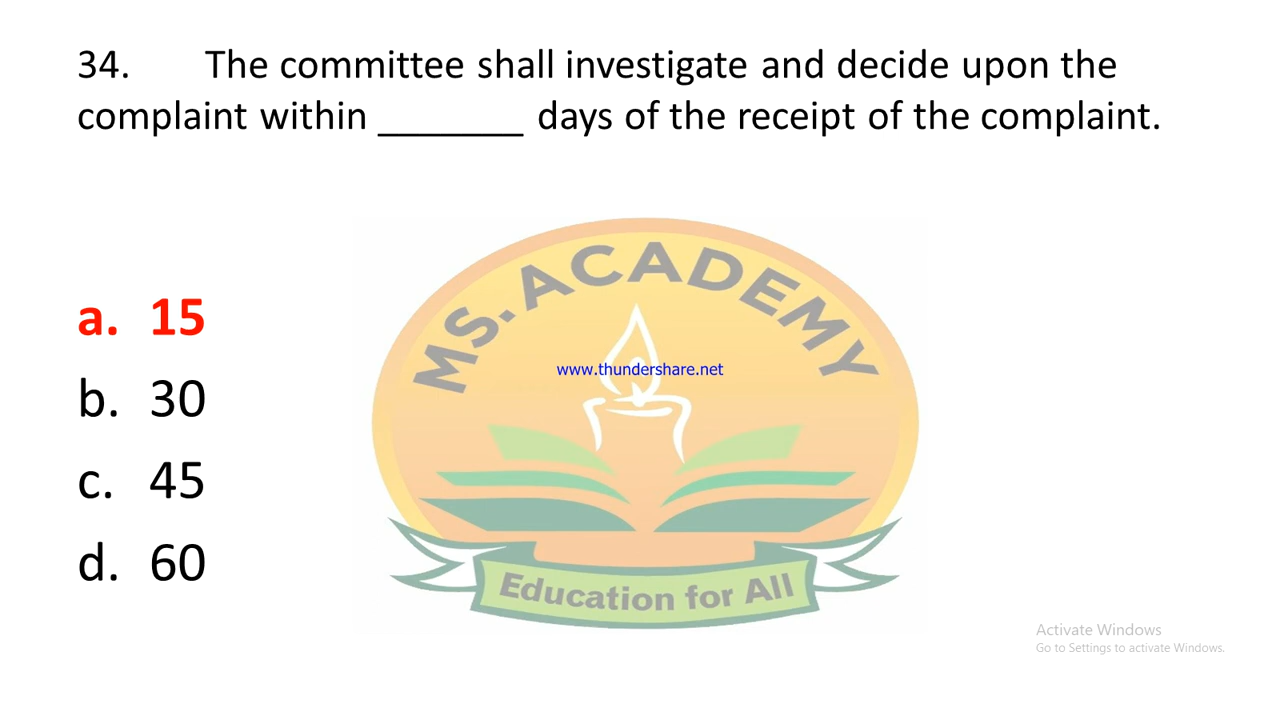 34. The committee shall investigate and decide upon the
complaint within _______ days of the receipt of the complaint.
MS. ACADEMY
a. 15
www.thundershare.net
b. 30
c. 45
d. 60
Education for All
Activate Windows
Go to Settings to activate Windows.